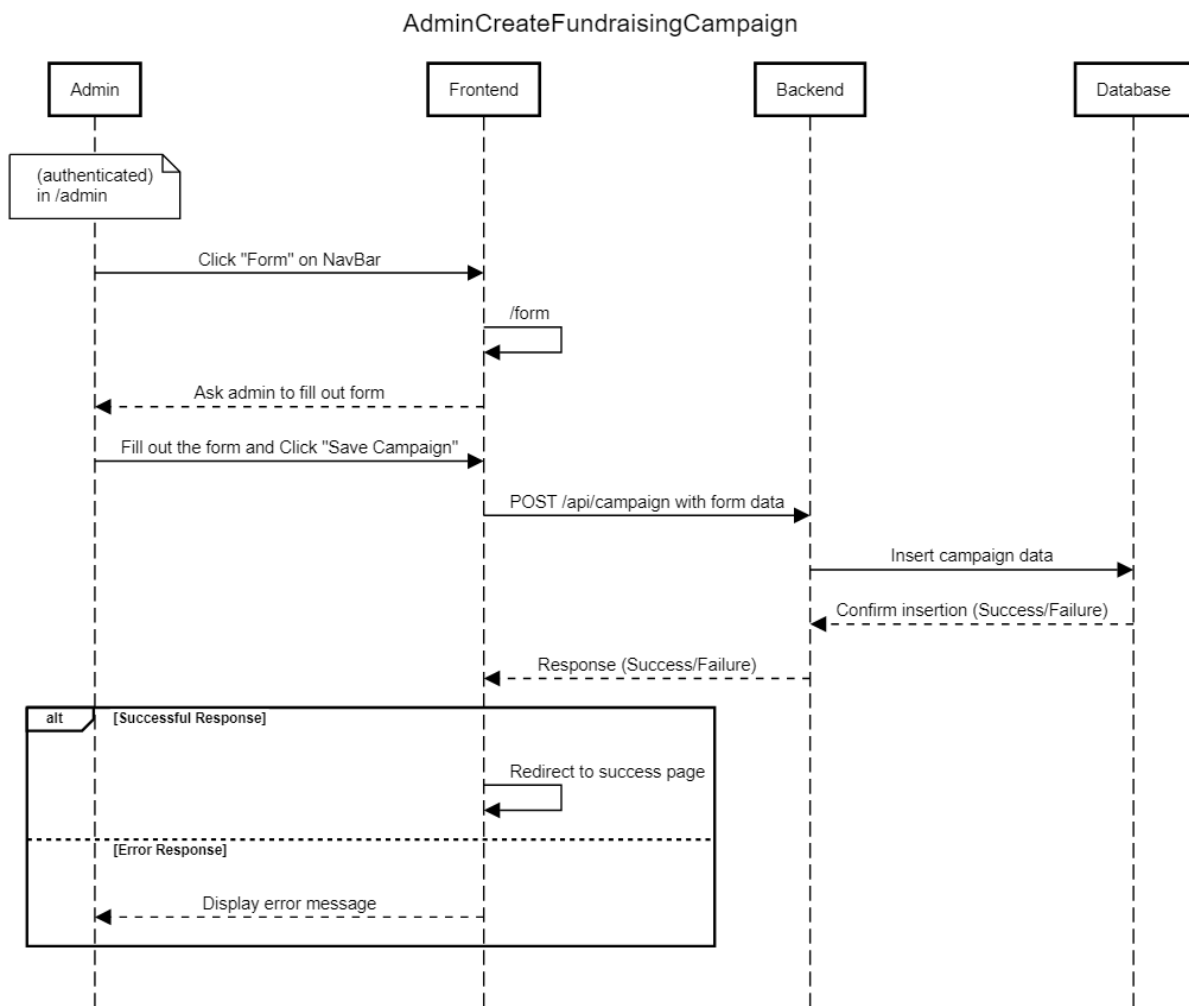 AdminCreateFundraisingCampaign
Admin
Frontend
Backend
Database
(authenticated)
in /admin
Click "Form" on NavBar
/form
Ask admin to fill out form
Fill out the form and Click "Save Campaign"
POST /api/campaign with form data
Insert campaign data
Confirm insertion (Success/Failure)
Response (Success/Failure)
alt
[Successful Response]
Redirect to success page
[Error Response]
Display error message